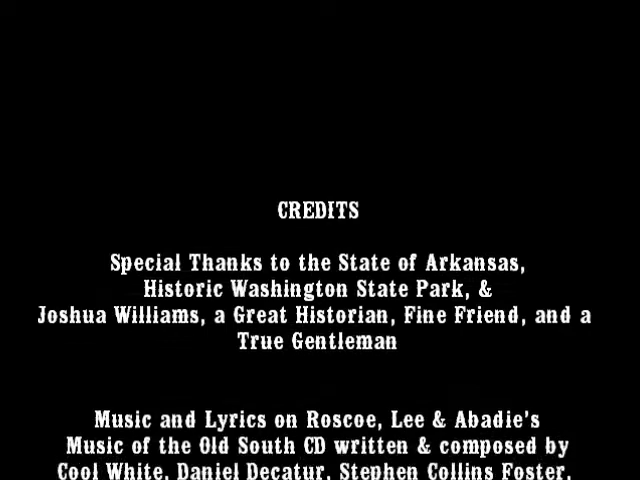 CREDITS
Special Thanks to the State of Arkansas,
Historic Washington State Park, &
Joshua Williams, a Great Historian, Fine Friend, and a
True Gentleman
Music and Lyrics on Roscoe, Lee & Abadie's
Music of the Old South CD written & composed by
Cool White, Daniel Decatur, Stephen Collins Foster,